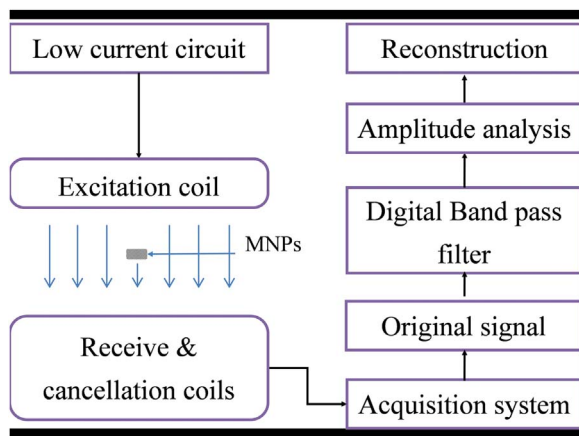 Low current circuit
Excitation coil
MNPs
Receive &
cancellation coils
Reconstruction
Amplitude analysis
Digital Band pass
filter
Original signal
Acquisition system